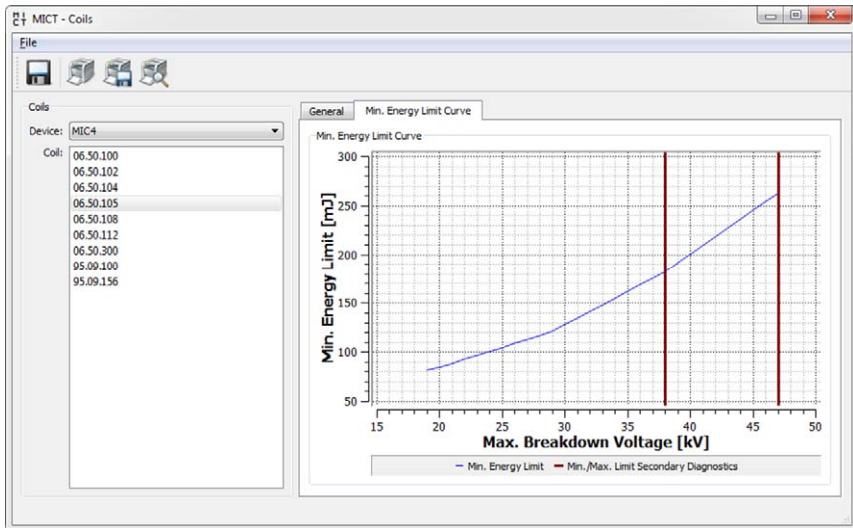 MICT - Coils
File
Coils
Device: MIC4
Coil: 06.50.100
06.50.102
06.50.104
06.50.105
06.50.108
06.50.112
06.50.300
95.09.100
95.09.156
General Min. Energy Limit Curve
Min. Energy Limit Curve
Min. Energy Limit [mJ]
300
250
200
150
100
50
15 20 25 30 35 40 45 50
Max. Breakdown Voltage [kV]
Min. Energy Limit Min./Max. Limit Secondary Diagnostics